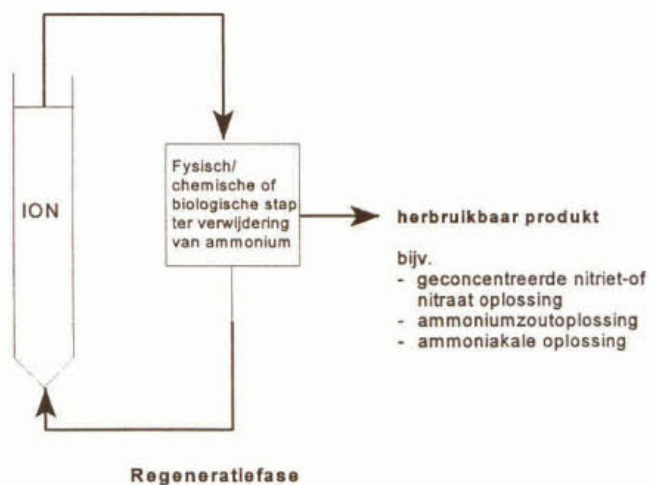 ION
Fysisch/
chemische of
biologische stap
ter verwijdering
van ammonium
herbruikbaar produkt
bijv.
- geconcentreerde nitriet-of
nitraat oplossing
- ammoniumzoutoplossing
- ammoniakale oplossing
Regeneratiefase